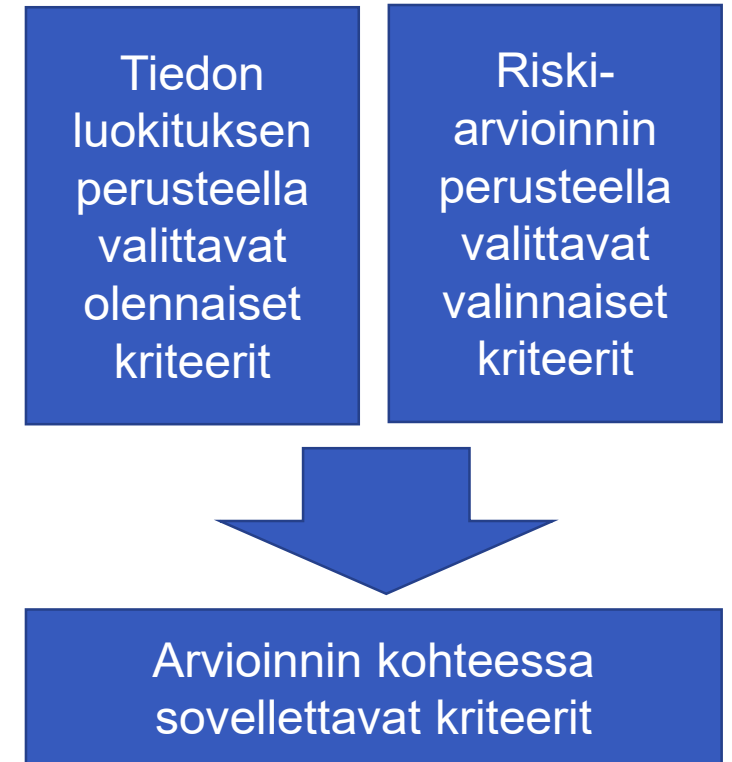 Tiedon
luokituksen
perusteella
valittavat
olennaiset
kriteerit
Riski-
arvioinnin
perusteella
valittavat
valinnaiset
kriteerit
Arvioinnin kohteessa
sovellettavat kriteerit